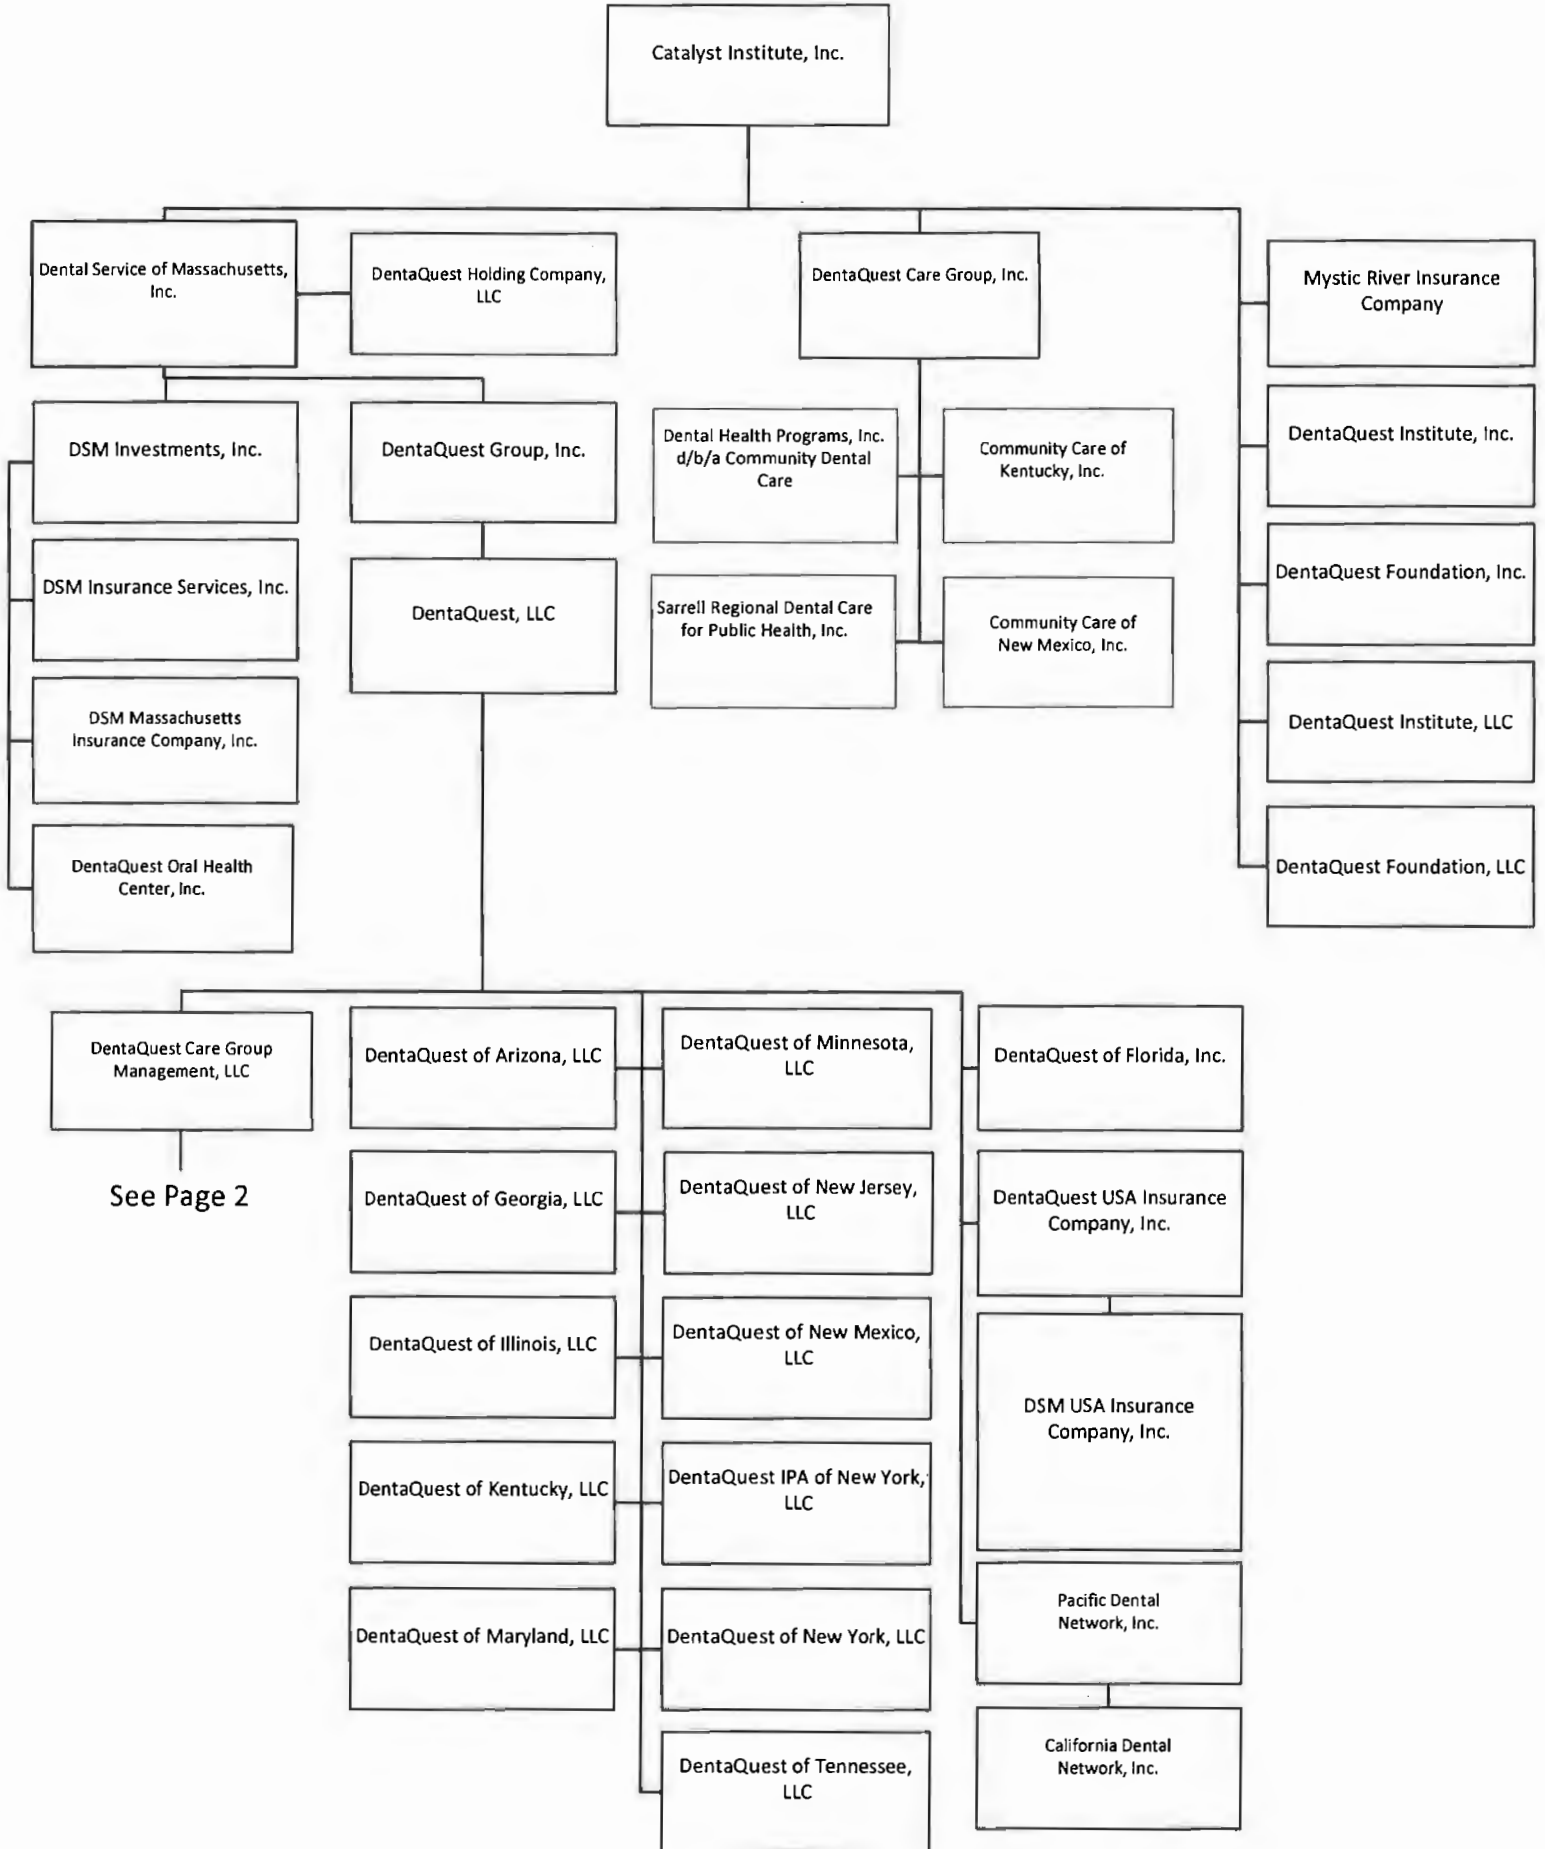 Catalyst Institute, Inc.
Dental Service of Massachusetts,
Inc.
DentaQuest Holding Company,
LLC
DentaQuest Care Group, Inc.
Mystic River Insurance
Company
DSM Investments, Inc.
DentaQuest Group, Inc.
Dental Health Programs, Inc.
d/b/a Community Dental
Care
Community Care of
Kentucky, Inc.
DentaQuest Institute, Inc.
DSM Insurance Services, Inc.
DentaQuest, LLC
Sarrell Regional Dental Care
for Public Health, Inc.
Community Care of
New Mexico, Inc.
DentaQuest Foundation, Inc.
DSM Massachusetts
Insurance Company, Inc.
DentaQuest Institute, LLC
DentaQuest Oral Health
Center, Inc.
DentaQuest Foundation, LLC
DentaQuest Care Group
Management, LLC
See Page 2
DentaQuest of Arizona, LLC
DentaQuest of Minnesota,
LLC
DentaQuest of Florida, Inc.
DentaQuest of Georgia, LLC
DentaQuest of New Jersey,
LLC
DentaQuest USA Insurance
Company, Inc.
DentaQuest of Illinois, LLC
DentaQuest of New Mexico,
LLC
DSM USA Insurance
Company, Inc.
DentaQuest of Kentucky, LLC
DentaQuest IPA of New York,
LLC
Pacific Dental
Network, Inc.
DentaQuest of Maryland, LLC
DentaQuest of New York, LLC
DentaQuest of Tennessee,
LLC
California Dental
Network, Inc.